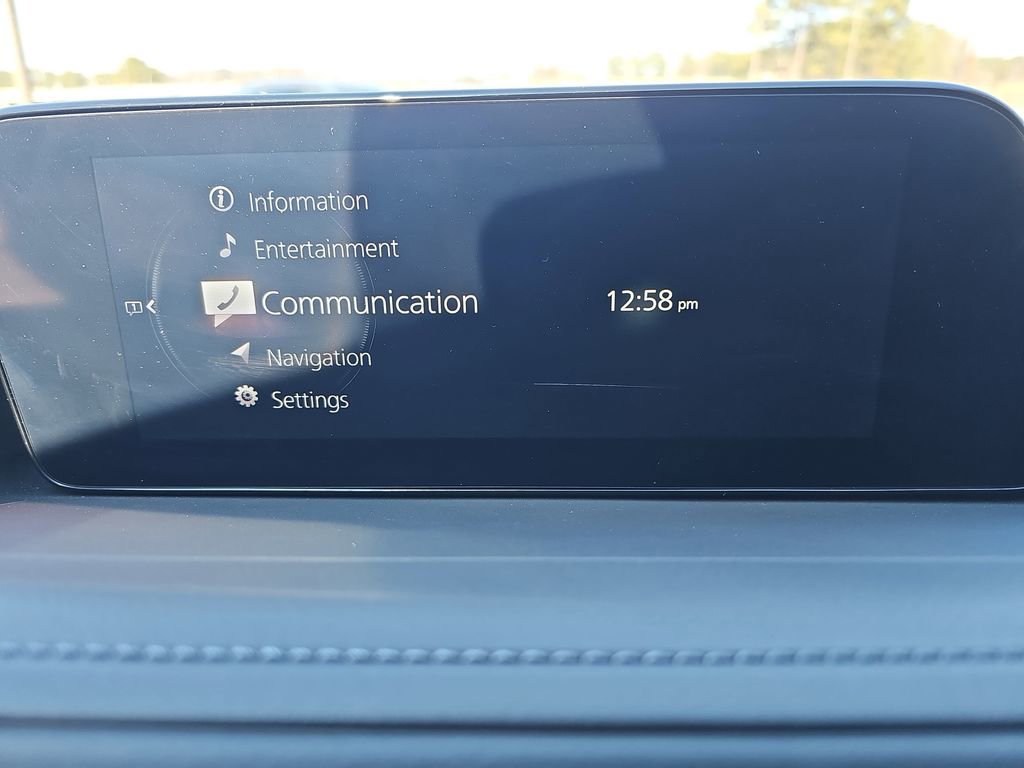 Information
Entertainment
Communication
12:58 pm
Navigation
Settings